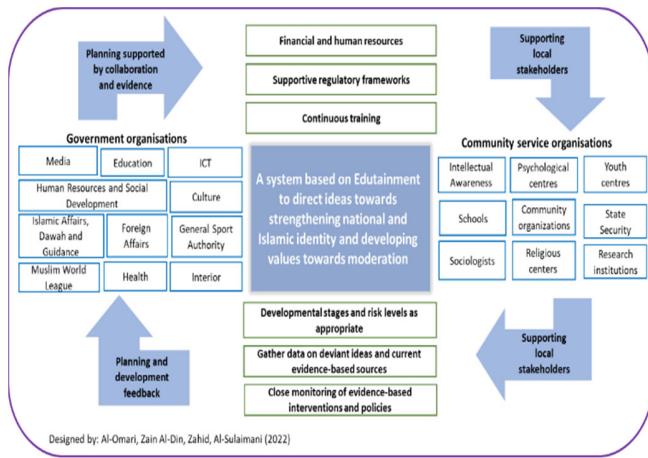 Planning supported
by collaboration
and evidence
Financial and human resources
Supportive regulatory frameworks
Continuous training
Supporting
local
stakeholders
Government organisations
Media
Education
ICT
Human Resources and Social
Development
Culture
Islamic Affairs,
Dawah and
Guidance
Foreign
Affairs
General Sport
Authority
Muslim World
League
Health
Interior
A system based on Edutainment
to direct ideas towards
strengthening national and
Islamic identity and developing
values towards moderation
Community service organisations
Intellectual
Awareness
Psychological
centres
Youth
centres
Schools
Community
organizations
State
Security
Sociologists
Religious
centers
Research
institutions
Planning and
development
feedback
Developmental stages and risk levels as
appropriate
Gather data on deviant ideas and current
evidence-based sources
Close monitoring of evidence-based
interventions and policies
Supporting
local
stakeholders
Designed by: Al-Omari, Zain Al-Din, Zahid, Al-Sulaimani (2022)